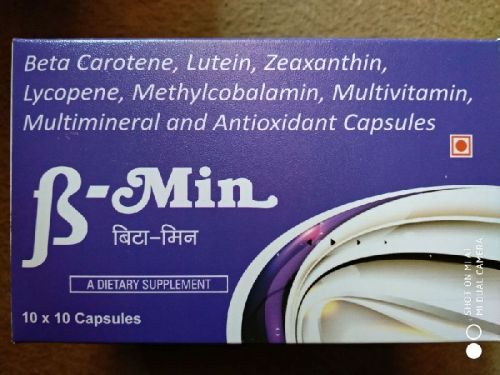 Beta Carotene, Lutein, Zeaxanthin,
Lycopene, Methylcobalamin, Multivitamin,
Multimineral and Antioxidant Capsules
β-Min
बिटा-मिन
A DIETARY SUPPLEMENT
10 x 10 Capsules
SHOT ON MI A1
MI DUAL CAMERA